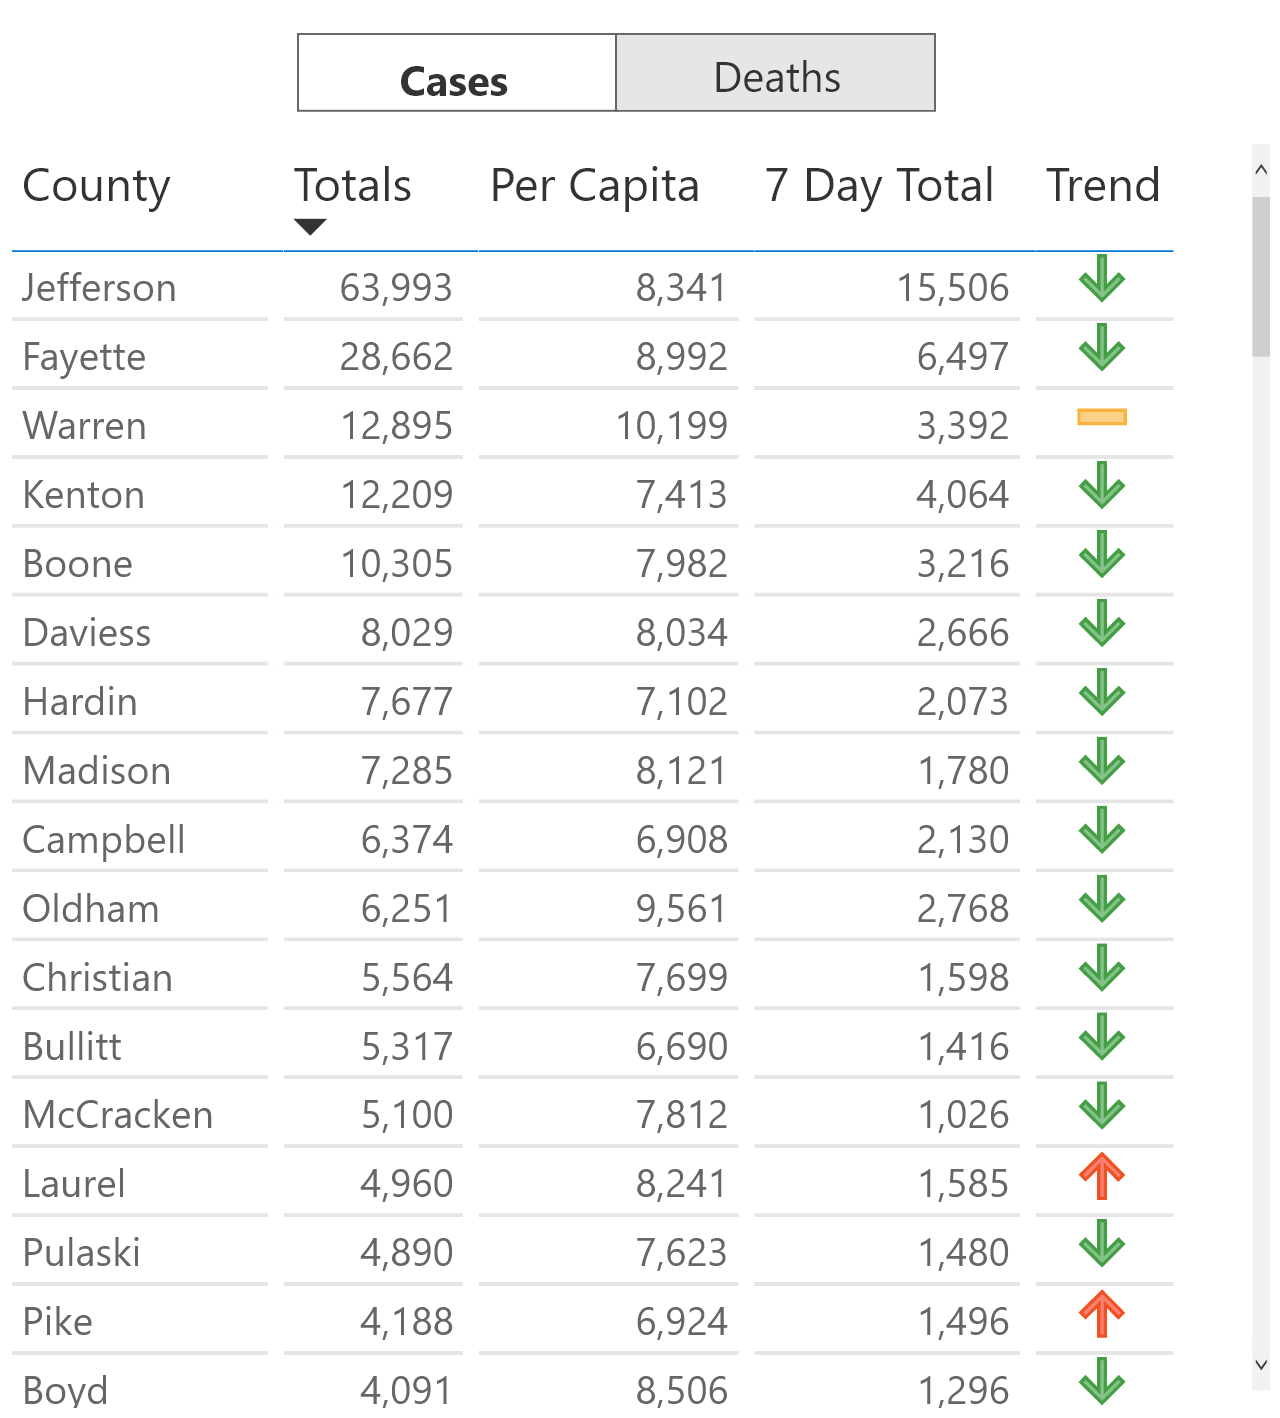 Cases Deaths
County Totals Per Capita 7 Day Total Trend
Jefferson 63,993 8,341 15,506
Fayette 28,662 8,992 6,497
Warren 12,895 10,199 3,392
Kenton 12,209 7,413 4,064
Boone 10,305 7,982 3,216
Daviess 8,029 8,034 2,666
Hardin 7,677 7,102 2,073
Madison 7,285 8,121 1,780
Campbell 6,374 6,908 2,130
Oldham 6,251 9,561 2,768
Christian 5,564 7,699 1,598
Bullitt 5,317 6,690 1,416
McCracken 5,100 7,812 1,026
Laurel 4,960 8,241 1,585
Pulaski 4,890 7,623 1,480
Pike 4,188 6,924 1,496
Boyd 4,091 8,506 1,296